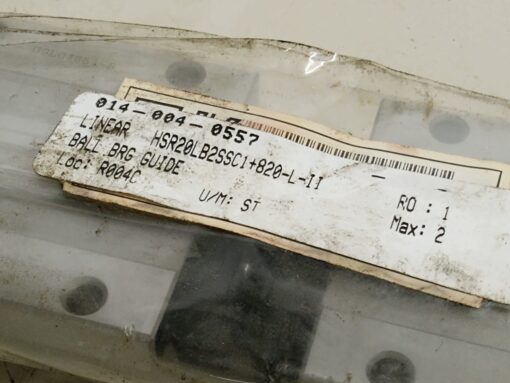 014-004-0557
LINEAR HSR20LB2SSC1+820-L-II
BALL BRG GUIDE
LOC: R004C
U/M: ST
RO : 1
Max: 2